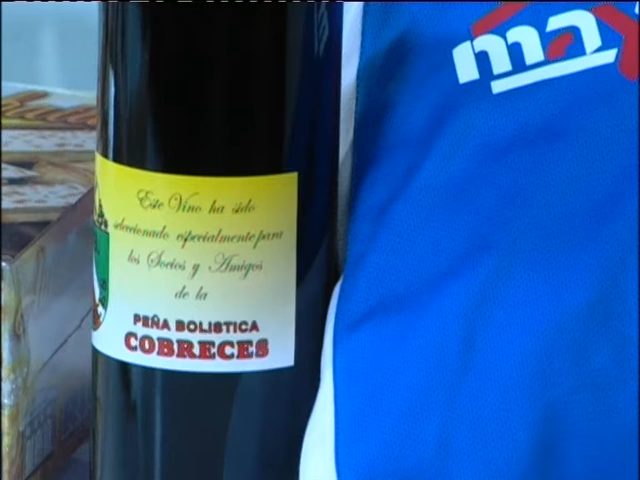 Este Vino ha sido
seleccionado especialmente para
los Socios y Amigos
de la
PEÑA BOLISTICA
COBRECES